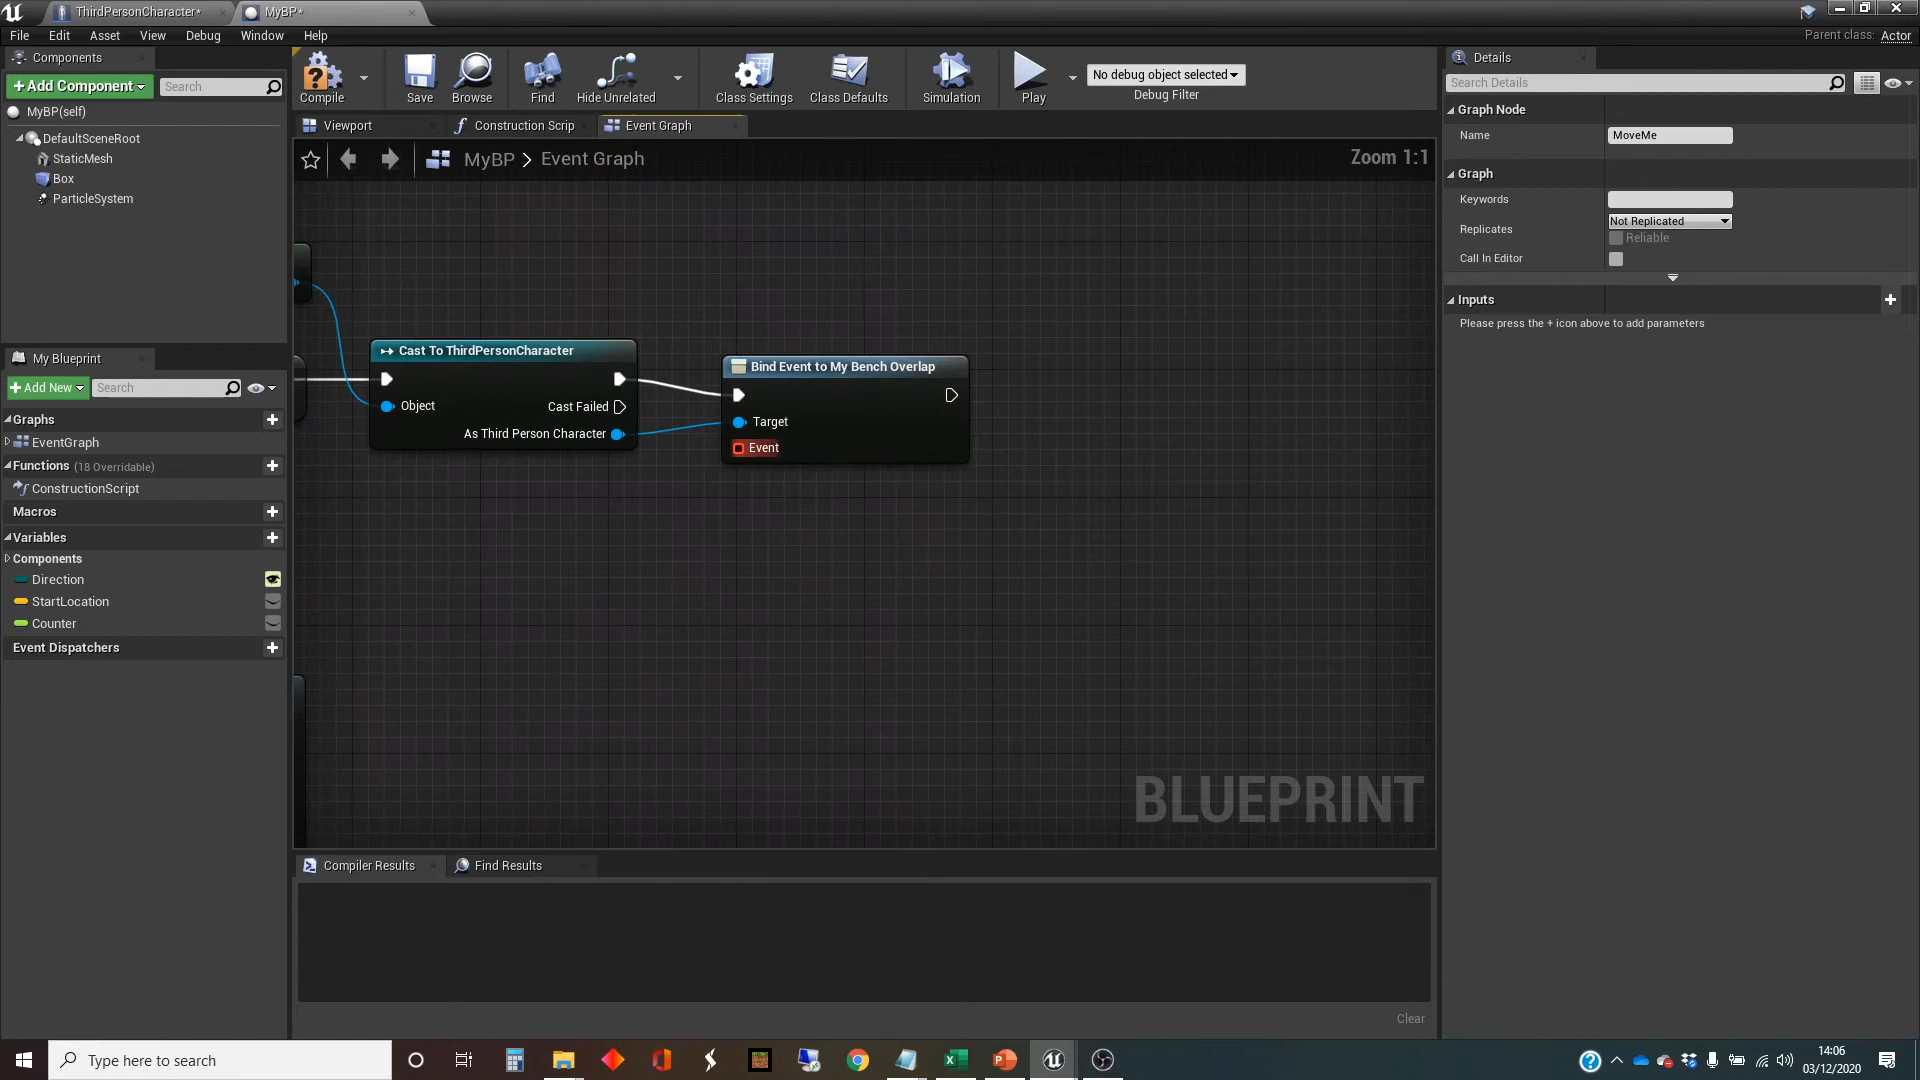 ThirdPersonCharacter*
MyBP*
File Edit Asset View Debug Window Help
Parent class: Actor
Components
+Add Component
Search
MyBP(self)
DefaultSceneRoot
StaticMesh
Box
ParticleSystem
My Blueprint
+Add New
Search
Graphs
EventGraph
Functions (18 Overridable)
ConstructionScript
Macros
Variables
Components
Direction
StartLocation
Counter
Event Dispatchers
Compile Save Browse Find Hide Unrelated Class Settings Class Defaults Simulation Play
No debug object selected
Debug Filter
Viewport
Construction Scrip
Event Graph
MyBP > Event Graph
Zoom 1:1
Cast To ThirdPersonCharacter
Object
Cast Failed
As Third Person Character
Bind Event to My Bench Overlap
Target
Event
BLUEPRINT
Compiler Results
Find Results
Clear
Details
Search Details
Graph Node
Name MoveMe
Graph
Keywords
Replicates Not Replicated
Reliable
Call In Editor
Inputs
Please press the + icon above to add parameters
Type here to search
14:06
03/12/2020